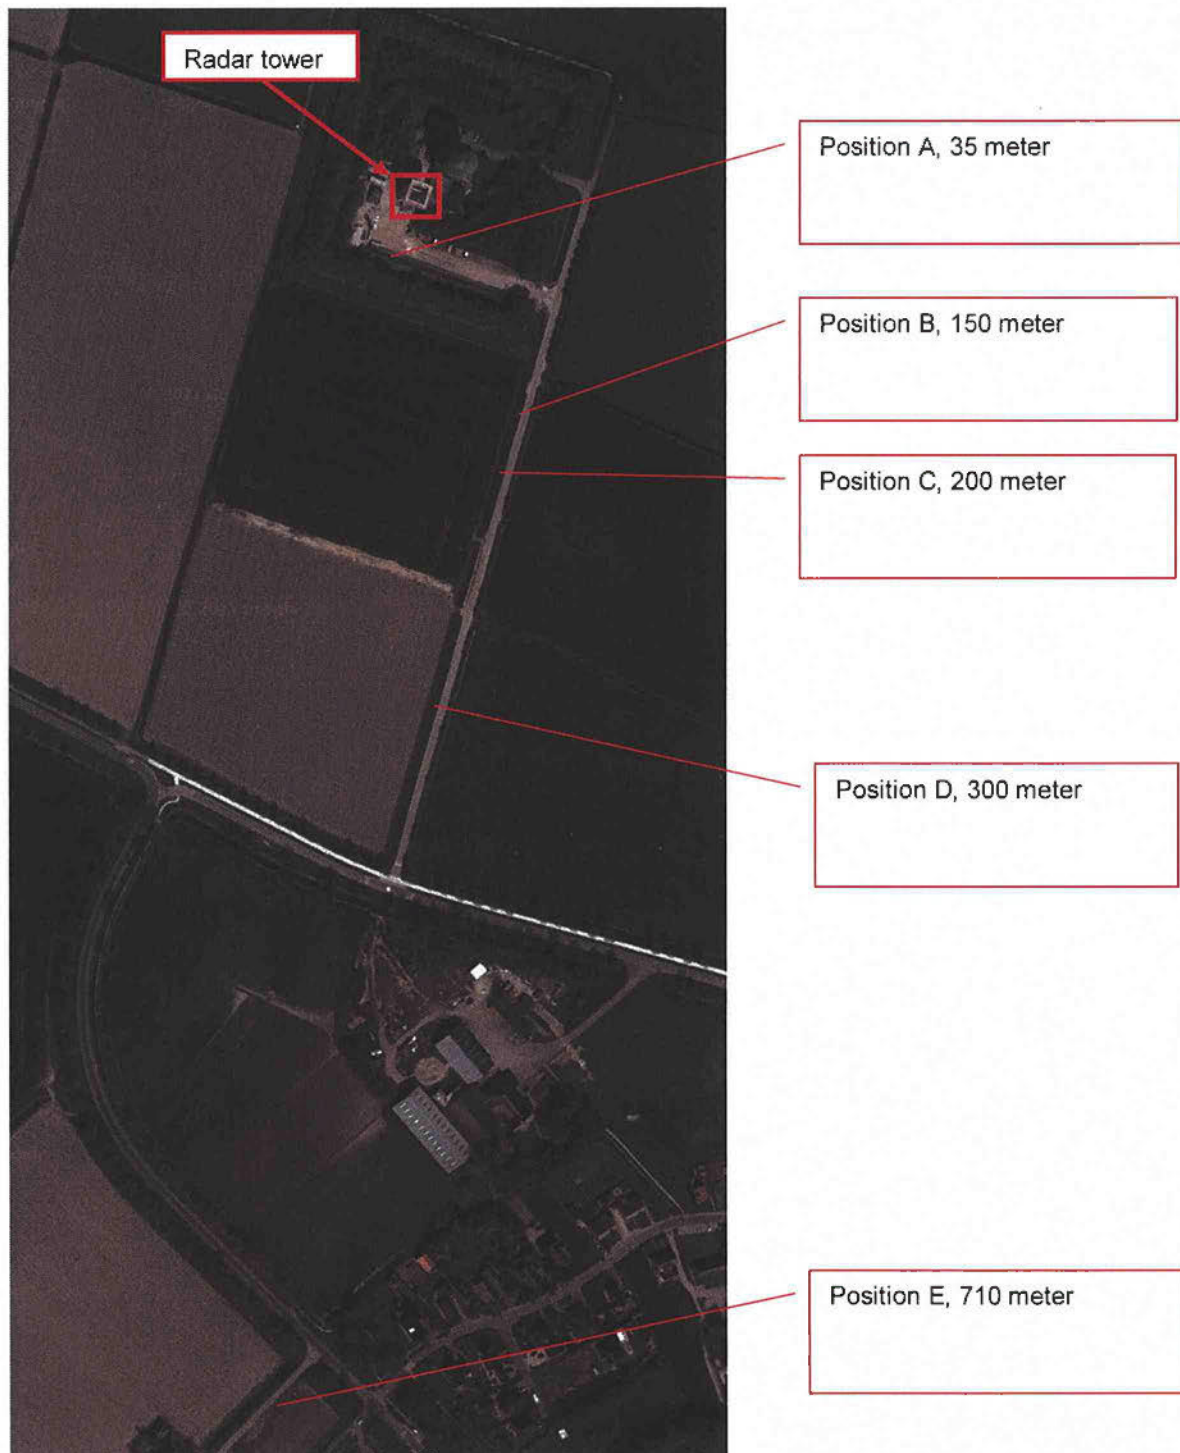 Radar tower
Position A, 35 meter
Position B, 150 meter
Position C, 200 meter
Position D, 300 meter
Position E, 710 meter